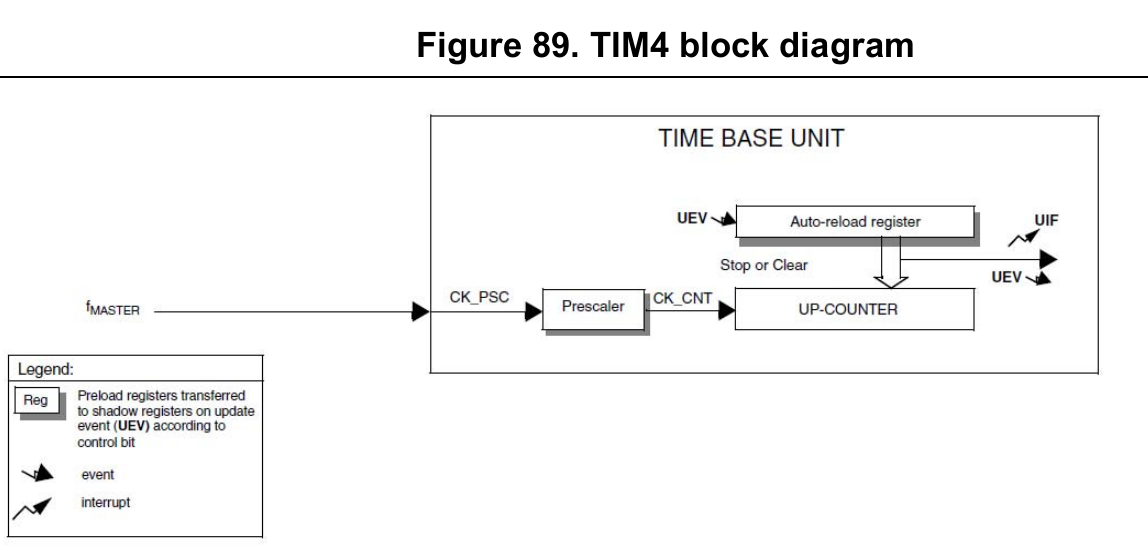 Figure 89. TIM4 block diagram
TIME BASE UNIT
UEV
Auto-reload register
UIF
Stop or Clear
UEV
fMASTER
CK_PSC
Prescaler
CK_CNT
UP-COUNTER
Legend:
Reg
Preload registers transferred
to shadow registers on update
event (UEV) according to
control bit
event
interrupt